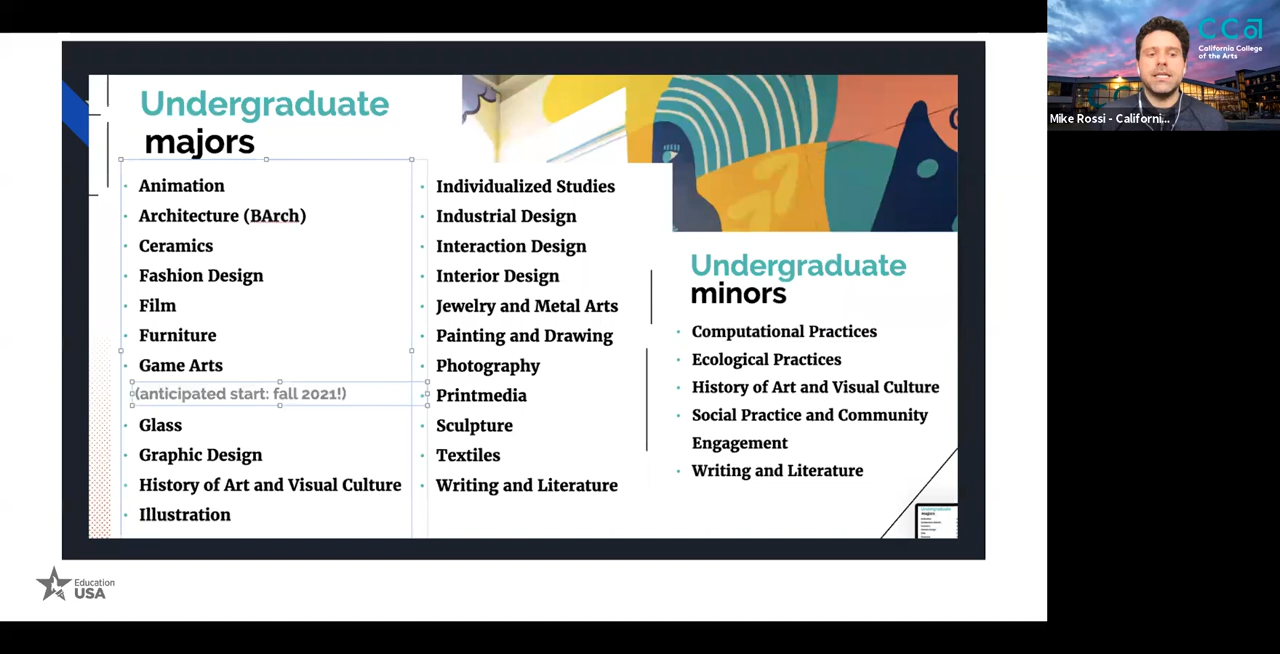 Undergraduate
majors
Animation
Architecture (BArch)
Ceramics
Fashion Design
Film
Furniture
Game Arts
(anticipated start: fall 2021!)
Glass
Graphic Design
History of Art and Visual Culture
Illustration
Individualized Studies
Industrial Design
Interaction Design
Interior Design
Jewelry and Metal Arts
Painting and Drawing
Photography
Printmedia
Sculpture
Textiles
Writing and Literature
Undergraduate
minors
Computational Practices
Ecological Practices
History of Art and Visual Culture
Social Practice and Community
Engagement
Writing and Literature
Undergraduate
majors
Education
USA
CCA
California College
of the Arts
Mike Rossi - Californi...